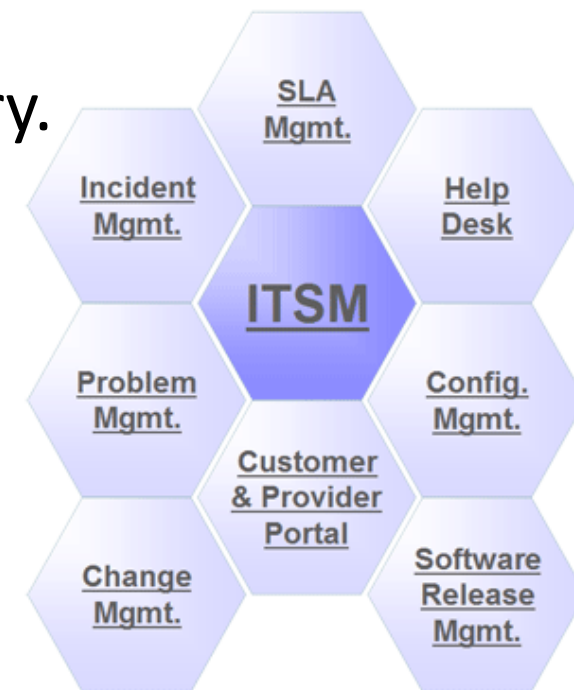 ry.
SLA
Mgmt.
Incident
Mgmt.
Help
Desk
ITSM
Problem
Mgmt.
Config.
Mgmt.
Customer
& Provider
Portal
Change
Mgmt.
Software
Release
Mgmt.